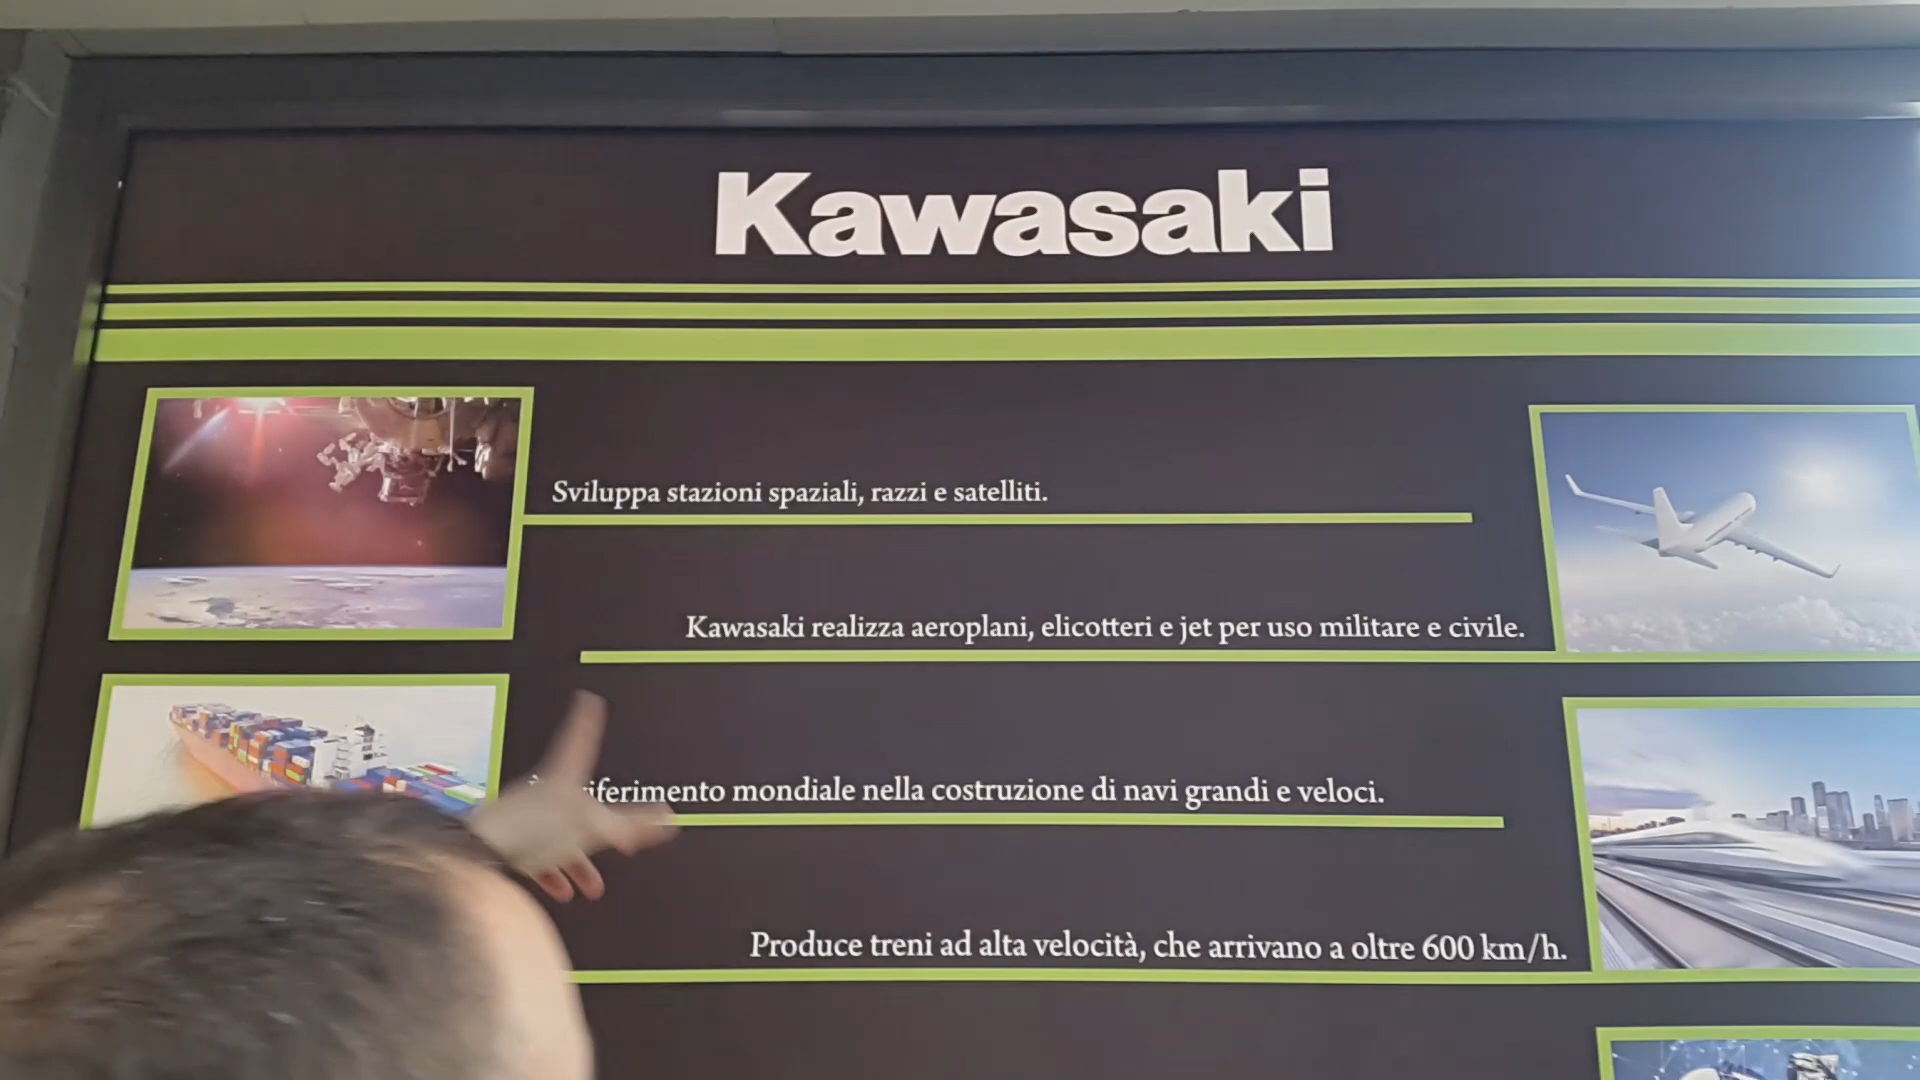 Kawasaki
Sviluppa stazioni spaziali, razzi e satelliti.
Kawasaki realizza aeroplani, elicotteri e jet per uso militare e civile.
mondiale nella costruzione di navi grandi e veloci.
Produce treni ad alta velocità, che arrivano a oltre 600 km/h.